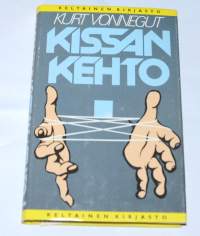 KELTAINEN KIRJASTO
KURT VONNEGUT
KISSAN
KEHTO
KELTAINEN KIRJASTO